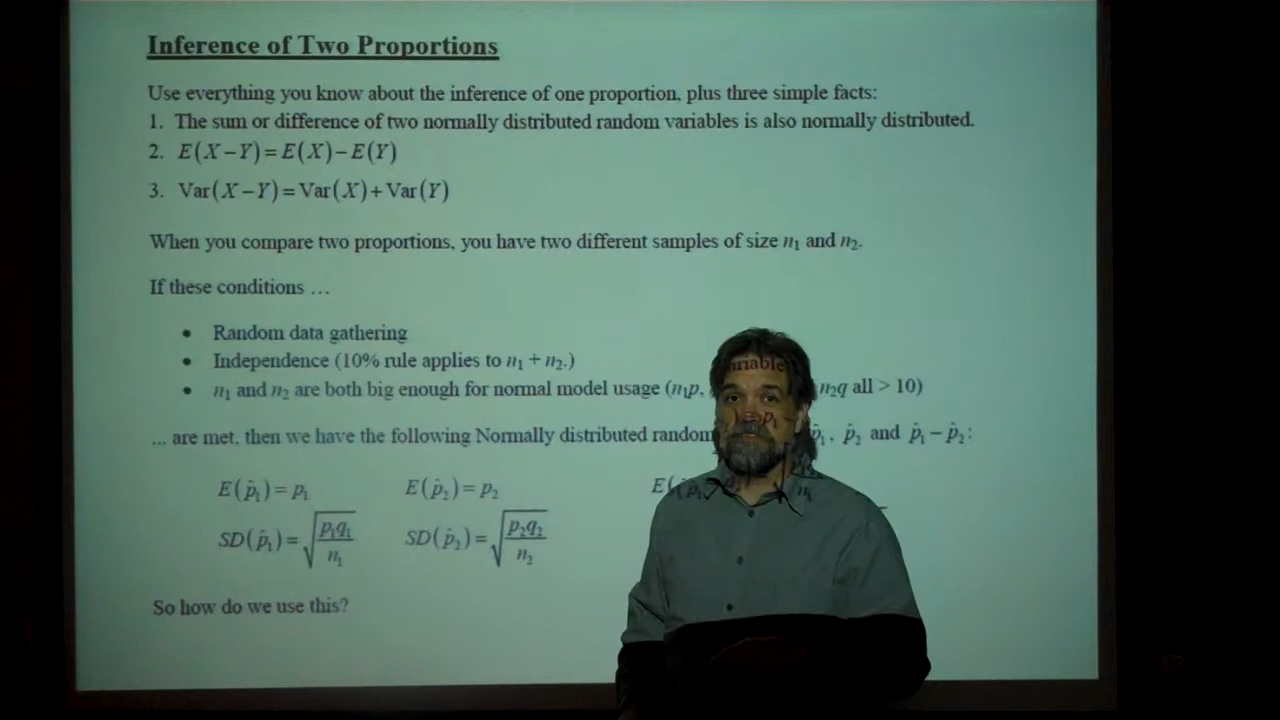 Inference of Two Proportions
Use everything you know about the inference of one proportion, plus three simple facts:
1. The sum or difference of two normally distributed random variables is also normally distributed.
2. E(X−Y)=E(X)−E(Y)
3. Var(X−Y)=Var(X)+Var(Y)
When you compare two proportions, you have two different samples of size n₁ and n₂.
If these conditions …
• Random data gathering
• Independence (10% rule applies to n₁ + n₂.)
• n₁ and n₂ are both big enough for normal model usage (n₁p, n₂q all > 10)
... are met, then we have the following Normally distributed random p̂₁, p̂₂ and p̂₁−p̂₂:
E(p̂₁)=p₁ E(p̂₂)=p₂
SD(p̂₁)=√(p₁q₁/n₁) SD(p̂₂)=√(p₂q₂/n₂)
So how do we use this?